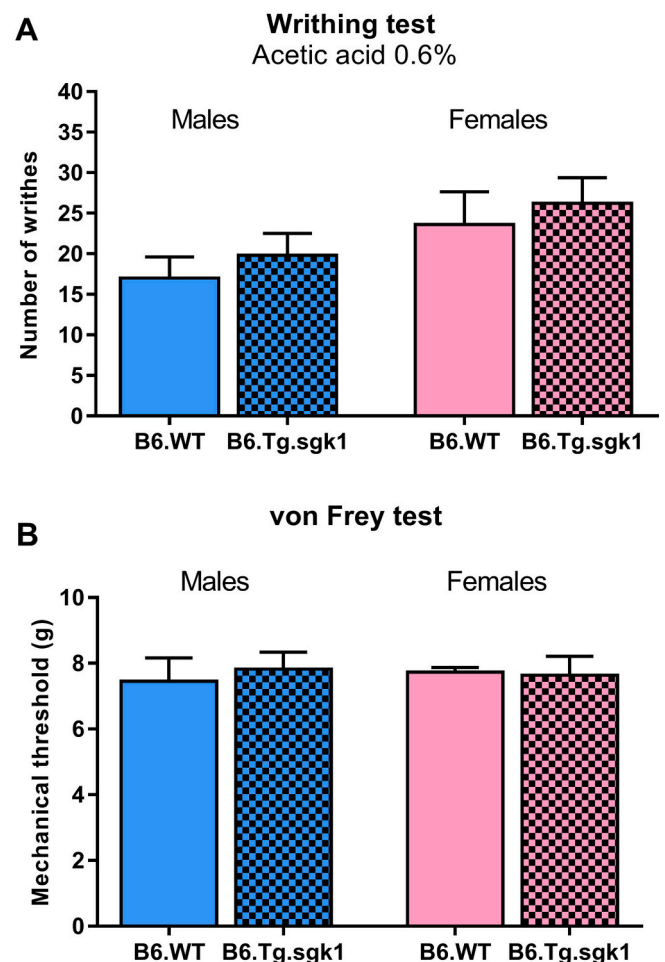 A
Writhing test
Acetic acid 0.6%
Males Females
Number of writhes
40
35
30
25
20
15
10
5
0
B6.WT B6.Tg.sgk1 B6.WT B6.Tg.sgk1
B
von Frey test
Males Females
Mechanical threshold (g)
10
8
6
4
2
0
B6.WT B6.Tg.sgk1 B6.WT B6.Tg.sgk1